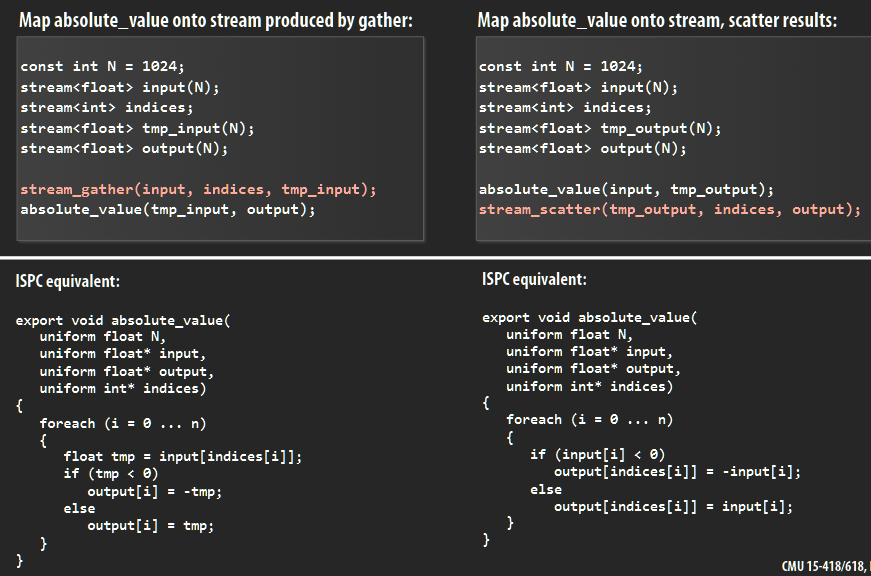 Map absolute_value onto stream produced by gather:
const int N = 1024;
stream<float> input(N);
stream<int> indices;
stream<float> tmp_input(N);
stream<float> output(N);
stream_gather(input, indices, tmp_input);
absolute_value(tmp_input, output);
Map absolute_value onto stream, scatter results:
const int N = 1024;
stream<float> input(N);
stream<int> indices;
stream<float> tmp_output(N);
stream<float> output(N);
absolute_value(input, tmp_output);
stream_scatter(tmp_output, indices, output);
ISPC equivalent:
export void absolute_value(
uniform float N,
uniform float* input,
uniform float* output,
uniform int* indices)
{
foreach (i = 0 ... n)
{
float tmp = input[indices[i]];
if (tmp < 0)
output[i] = -tmp;
else
output[i] = tmp;
}
}
ISPC equivalent:
export void absolute_value(
uniform float N,
uniform float* input,
uniform float* output,
uniform int* indices)
{
foreach (i = 0 ... n)
{
if (input[i] < 0)
output[indices[i]] = -input[i];
else
output[indices[i]] = input[i];
}
}
CMU 15-418/618,